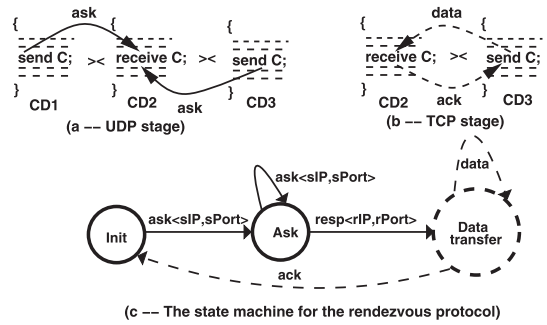 ask
data
{ { { { {
send C; >< receive C; >< send C; receive C; >< send C;
} } } } }
ask
ack
CD1 CD2 CD3 CD2 CD3
(a -- UDP stage)
(b -- TCP stage)
data
ask<sIP,sPort>
ask<sIP,sPort>
resp<rIP,rPort>
Init
Ask
Data
transfer
ack
(c -- The state machine for the rendezvous protocol)